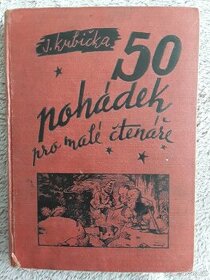 J. Kubička
50
pohádek
pro malé čtenáře